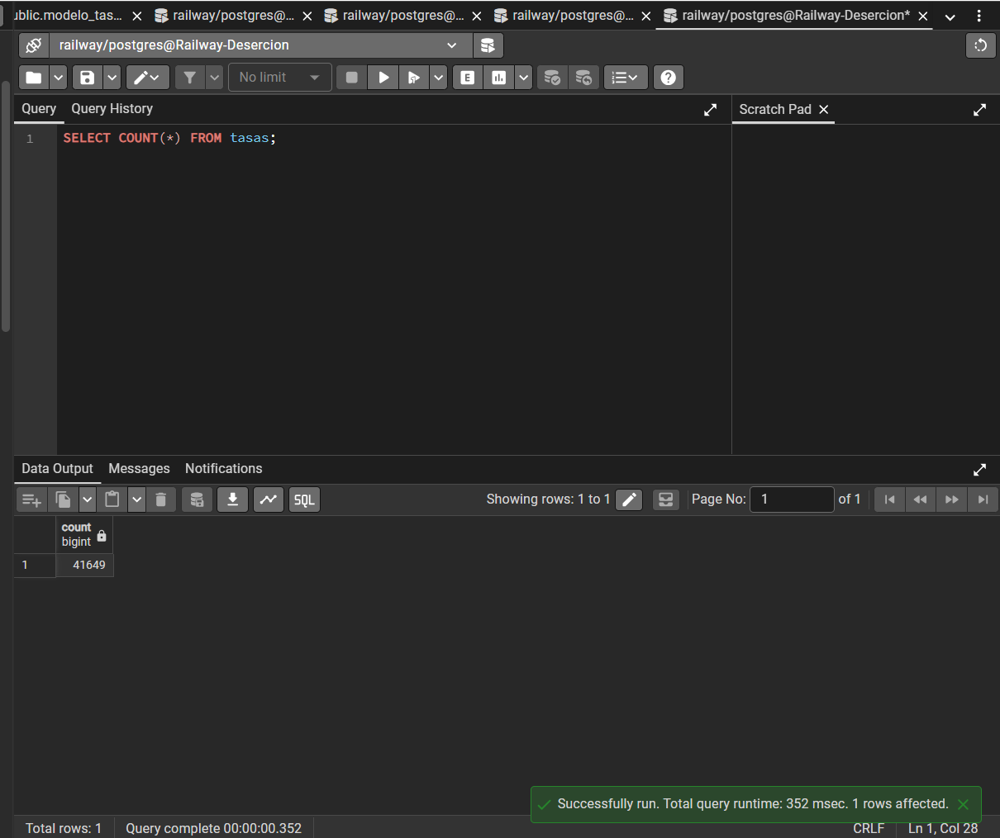 ublic.modelo_tas... railway/postgres@... railway/postgres@... railway/postgres@... railway/postgres@Railway-Desercion*
railway/postgres@Railway-Desercion
No limit E
Query Query History Scratch Pad
1 SELECT COUNT(*) FROM tasas;
Data Output Messages Notifications
SQL Showing rows: 1 to 1 Page No: 1 of 1
count
bigint
1 41649
Successfully run. Total query runtime: 352 msec. 1 rows affected.
Total rows: 1 Query complete 00:00:00.352 CRLF Ln 1, Col 28